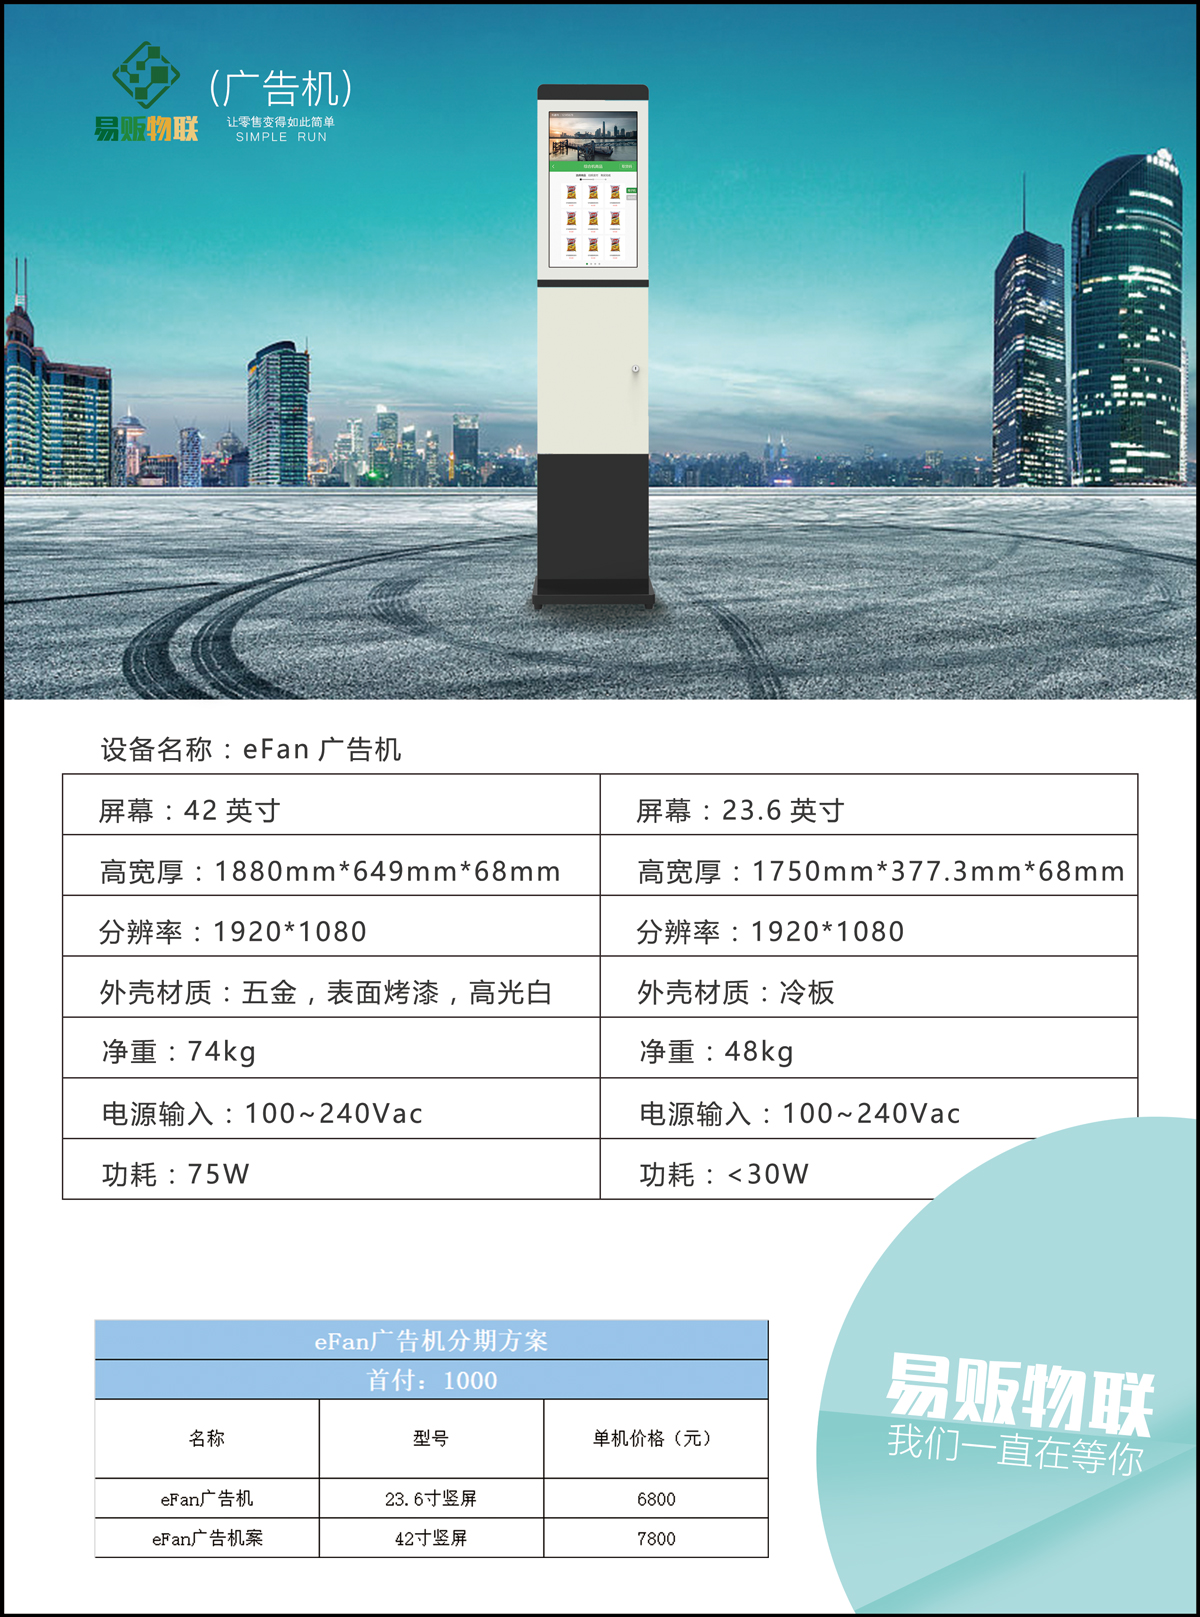 (广告机)
易贩物联
让零售变得如此简单
SIMPLE RUN
设备名称：eFan 广告机
屏幕：42 英寸
屏幕：23.6 英寸
高宽厚：1880mm*649mm*68mm
高宽厚：1750mm*377.3mm*68mm
分辨率：1920*1080
分辨率：1920*1080
外壳材质：五金，表面烤漆，高光白
外壳材质：冷板
净重：74kg
净重：48kg
电源输入：100~240Vac
电源输入：100~240Vac
功耗：75W
功耗：<30W
eFan广告机分期方案
首付：1000
名称
型号
单机价格（元）
eFan广告机
23.6寸竖屏
6800
eFan广告机案
42寸竖屏
7800
易贩物联
我们一直在等你